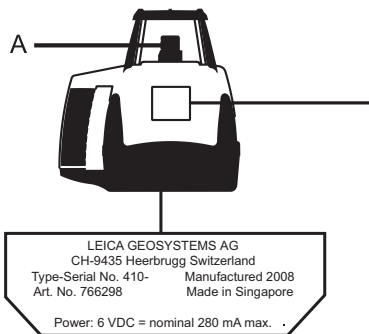 A
LEICA GEOSYSTEMS AG
CH-9435 Heerbrugg Switzerland
Type-Serial No. 410- Manufactured 2008
Art. No. 766298 Made in Singapore
Power: 6 VDC = nominal 280 mA max. .